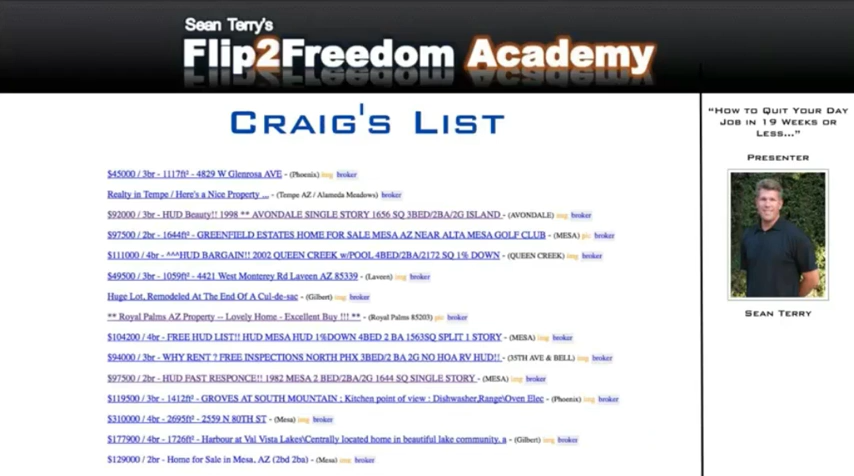 Sean Terry's
Flip2Freedom Academy
Craig's List
"How to Quit Your Day
Job in 19 Weeks or
Less..."
Presenter
Sean Terry
$45000 / 3br - 1117ft² - 4829 W Glenrosa AVE - (Phoenix) img broker
Realty in Tempe / Here's a Nice Property ... - (Tempe AZ / Alameda Meadows) broker
$92000 / 3br - HUD Beauty!! 1998 ** AVONDALE SINGLE STORY 1656 SQ 3BED/2BA/2G ISLAND - (AVONDALE) img broker
$97500 / 2br - 1644ft² - GREENFIELD ESTATES HOME FOR SALE MESA AZ NEAR ALTA MESA GOLF CLUB - (MESA) pic broker
$111000 / 4br - ^^^HUD BARGAIN!! 2002 QUEEN CREEK w/POOL 4BED/2BA/2172 SQ 1% DOWN - (QUEEN CREEK) img broker
$49500 / 3br - 1059ft² - 4421 West Monterey Rd Laveen AZ 85339 - (Laveen) img broker
Huge Lot, Remodeled At The End Of A Cul-de-sac - (Gilbert) img broker
** Royal Palms AZ Property -- Lovely Home - Excellent Buy !!! ** - (Royal Palms 85203) pic broker
$104200 / 4br - FREE HUD LIST!! HUD MESA HUD 1%DOWN 4BED 2 BA 1563SQ SPLIT 1 STORY - (MESA) img broker
$94000 / 3br - WHY RENT ? FREE INSPECTIONS NORTH PHX 3BED/2 BA 2G NO HOA RV HUD!! - (35TH AVE & BELL) img broker
$97500 / 2br - HUD FAST RESPONCE!! 1982 MESA 2 BED/2BA/2G 1644 SQ SINGLE STORY - (MESA) img broker
$119500 / 3br - 1412ft² - GROVES AT SOUTH MOUNTAIN ; Kitchen point of view : Dishwasher,Range\Oven Elec - (Phoenix) img broker
$310000 / 4br - 2695ft² - 2559 N 80TH ST - (Mesa) img broker
$177900 / 4br - 1726ft² - Harbour at Val Vista Lakes\Centrally located home in beautiful lake community, a - (Gilbert) img broker
$129000 / 2br - Home for Sale in Mesa, AZ (2bd 2ba) - (Mesa) img broker